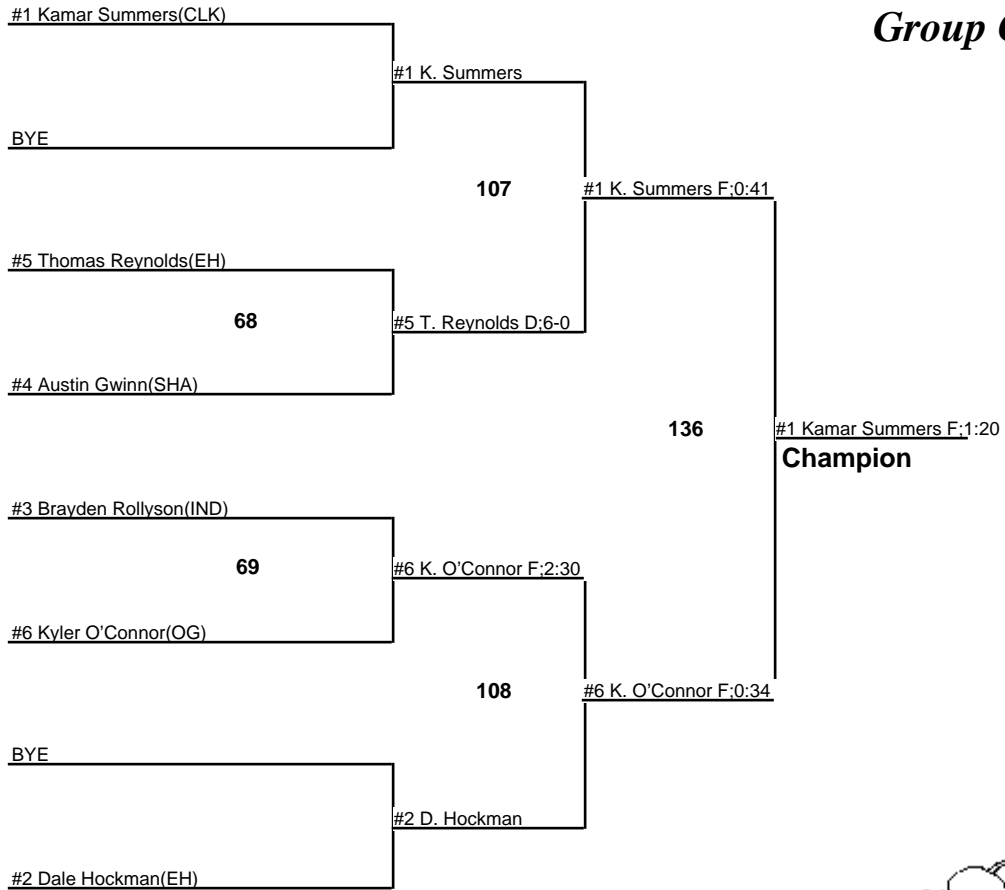 #1 Kamar Summers(CLK)
Group
#1 K. Summers
BYE
107
#1 K. Summers F;0:41
#5 Thomas Reynolds(EH)
68
#5 T. Reynolds D;6-0
#4 Austin Gwinn(SHA)
136
#1 Kamar Summers F;1:20
Champion
#3 Brayden Rollyson(IND)
69
#6 K. O'Connor F;2:30
#6 Kyler O'Connor(OG)
108
#6 K. O'Connor F;0:34
BYE
#2 D. Hockman
#2 Dale Hockman(EH)